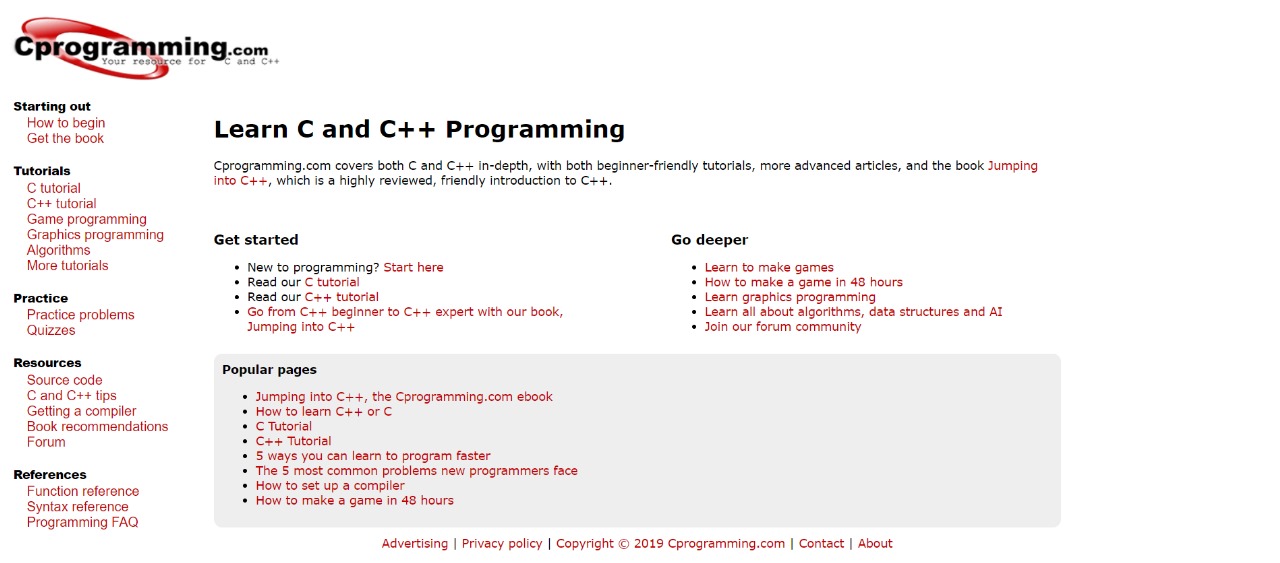 Cprogramming.com
Your resource for C and C++
Starting out
How to begin
Get the book
Tutorials
C tutorial
C++ tutorial
Game programming
Graphics programming
Algorithms
More tutorials
Practice
Practice problems
Quizzes
Resources
Source code
C and C++ tips
Getting a compiler
Book recommendations
Forum
References
Function reference
Syntax reference
Programming FAQ
Learn C and C++ Programming
Cprogramming.com covers both C and C++ in-depth, with both beginner-friendly tutorials, more advanced articles, and the book Jumping
into C++, which is a highly reviewed, friendly introduction to C++.
Get started
New to programming? Start here
Read our C tutorial
Read our C++ tutorial
Go from C++ beginner to C++ expert with our book,
Jumping into C++
Go deeper
Learn to make games
How to make a game in 48 hours
Learn graphics programming
Learn all about algorithms, data structures and AI
Join our forum community
Popular pages
Jumping into C++, the Cprogramming.com ebook
How to learn C++ or C
C Tutorial
C++ Tutorial
5 ways you can learn to program faster
The 5 most common problems new programmers face
How to set up a compiler
How to make a game in 48 hours
Advertising | Privacy policy | Copyright © 2019 Cprogramming.com | Contact | About